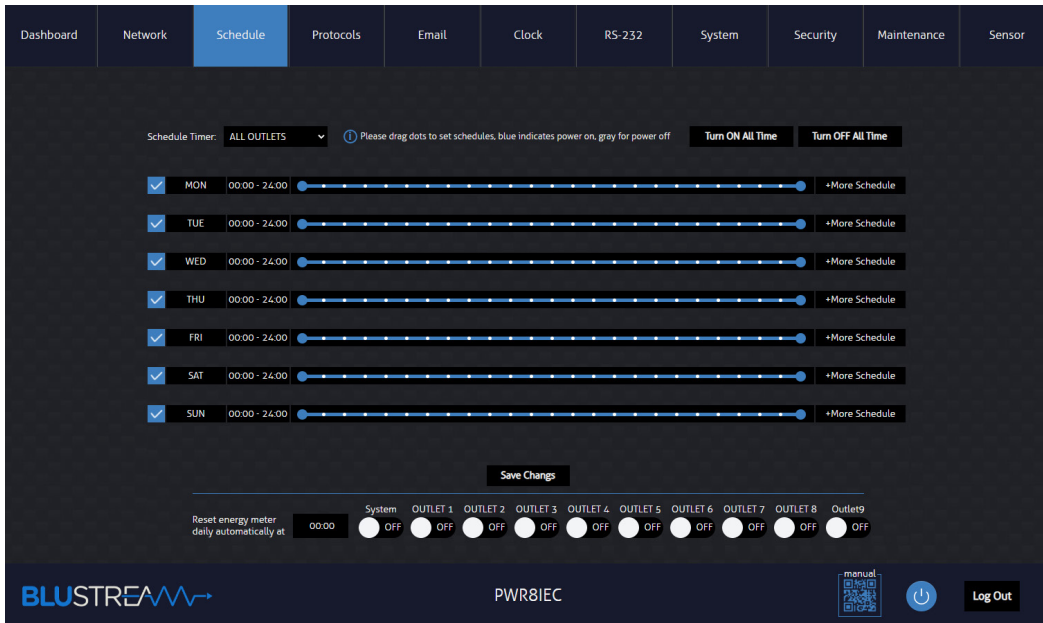 Dashboard Network Schedule Protocols Email Clock RS-232 System Security Maintenance Sensor
Schedule Timer: ALL OUTLETS Please drag dots to set schedules, blue indicates power on, gray for power off Turn ON All Time Turn OFF All Time
MON 00:00 - 24:00 +More Schedule
TUE 00:00 - 24:00 +More Schedule
WED 00:00 - 24:00 +More Schedule
THU 00:00 - 24:00 +More Schedule
FRI 00:00 - 24:00 +More Schedule
SAT 00:00 - 24:00 +More Schedule
SUN 00:00 - 24:00 +More Schedule
Save Changs
System OUTLET 1 OUTLET 2 OUTLET 3 OUTLET 4 OUTLET 5 OUTLET 6 OUTLET 7 OUTLET 8 Outlet9
Reset energy meter
daily automatically at
00:00 OFF OFF OFF OFF OFF OFF OFF OFF OFF OFF
manual
BLUSTREAM PWR8IEC Log Out